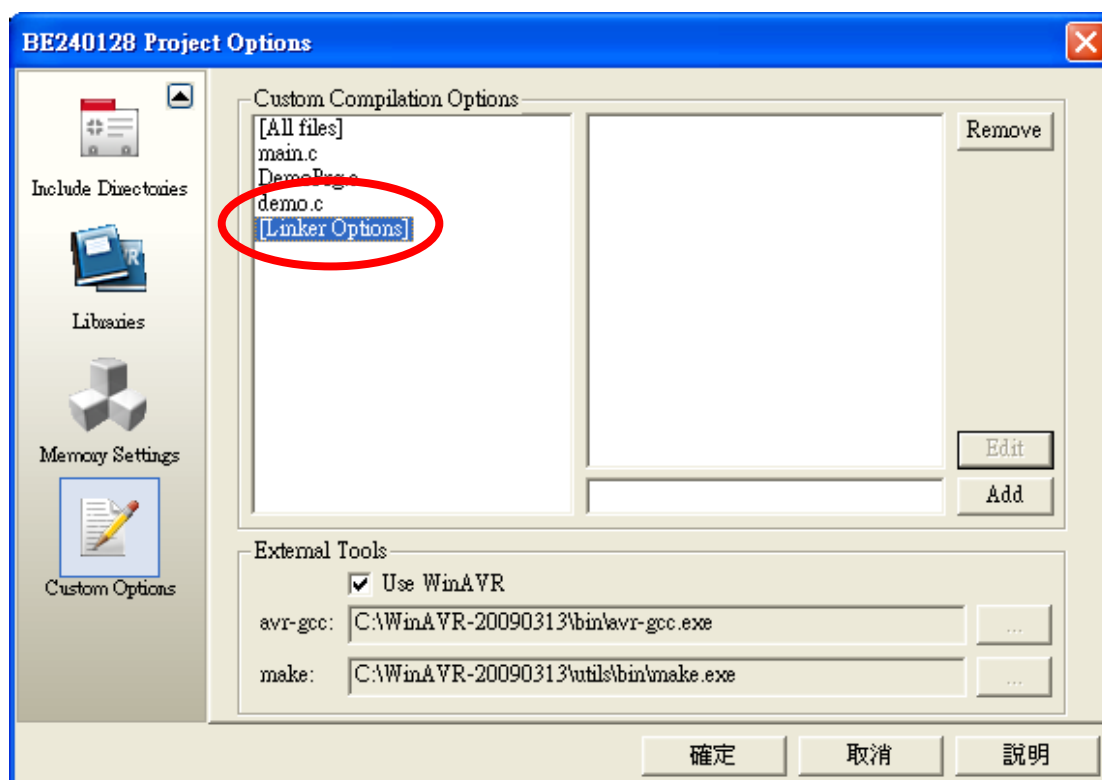 BE240128 Project Options
Include Directories
Libraries
Memory Settings
Custom Options
Custom Compilation Options
[All files]
main.c
DemoPrg.c
demo.c
[Linker Options]
Remove
Edit
Add
External Tools
Use WinAVR
avr-gcc: C:\WinAVR-20090313\bin\avr-gcc.exe ...
make: C:\WinAVR-20090313\utils\bin\make.exe ...
確定 取消 說明